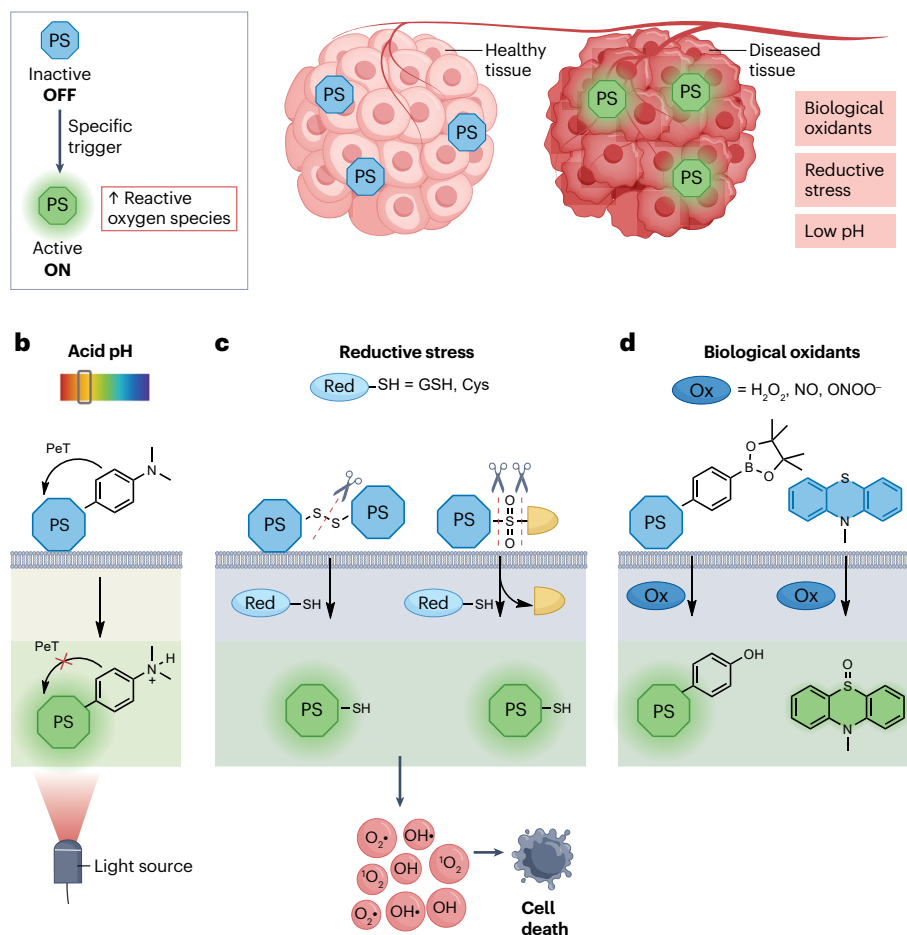 PS
Inactive
OFF
Specific
trigger
PS
↑ Reactive
oxygen species
Active
ON
Healthy
tissue
Diseased
tissue
PS
PS
PS
PS
PS
PS
Biological
oxidants
Reductive
stress
Low pH
b
Acid pH
PeT
N
PS
PeT
N
H
+
PS
Light source
c
Reductive stress
Red –SH = GSH, Cys
PS
S
S
PS
PS
O
S
O
Red –SH
Red –SH
PS –SH
PS –SH
O₂•
OH•
¹O₂
OH
¹O₂
O₂•
OH•
OH
Cell
death
d
Biological oxidants
Ox = H₂O₂, NO, ONOO⁻
O
B
O
PS
S
N
Ox
Ox
OH
PS
O
S
N